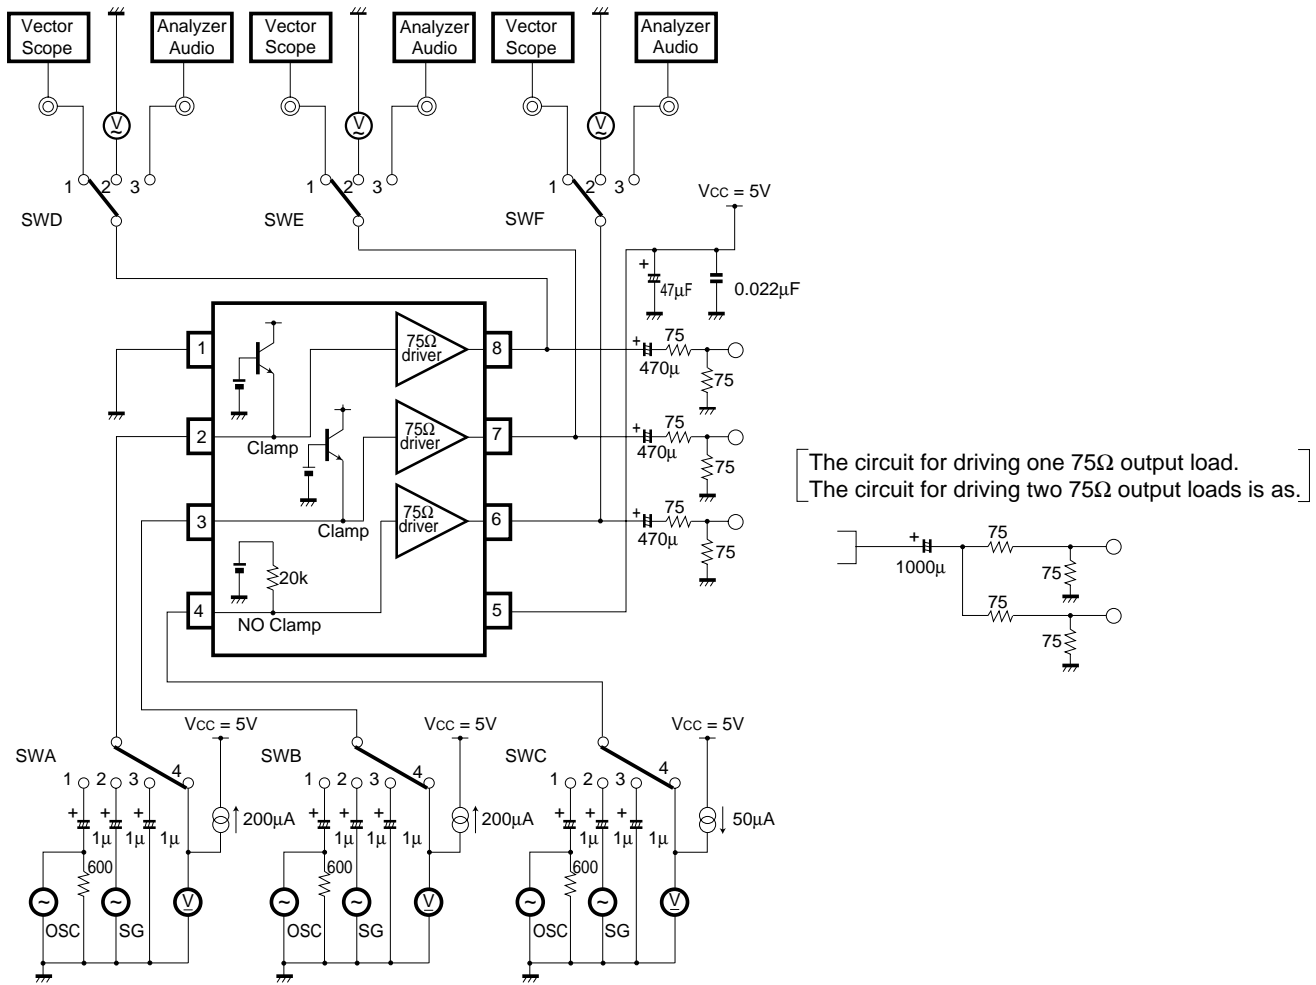 Vector
Scope
Analyzer
Audio
Vector
Scope
Analyzer
Audio
Vector
Scope
Analyzer
Audio
V
~
V
~
V
~
1
2
3
1
2
3
1
2
3
SWD
SWE
SWF
VCC = 5V
+
47µF
0.022µF
1
75Ω
driver
8
+
75
470µ
75
2
Clamp
75Ω
driver
7
+
75
470µ
75
3
Clamp
75Ω
driver
6
+
75
470µ
75
20k
4
NO Clamp
5
The circuit for driving one 75Ω output load.
The circuit for driving two 75Ω output loads is as.
+
1000µ
75
75
75
75
VCC = 5V
VCC = 5V
VCC = 5V
SWA
1
2
3
4
SWB
1
2
3
4
SWC
1
2
3
4
+
1µ
+
1µ
+
1µ
200µA
+
1µ
+
1µ
+
1µ
200µA
+
1µ
+
1µ
+
1µ
50µA
600
600
600
~
~
V
~
~
V
~
~
V
OSC
SG
OSC
SG
OSC
SG